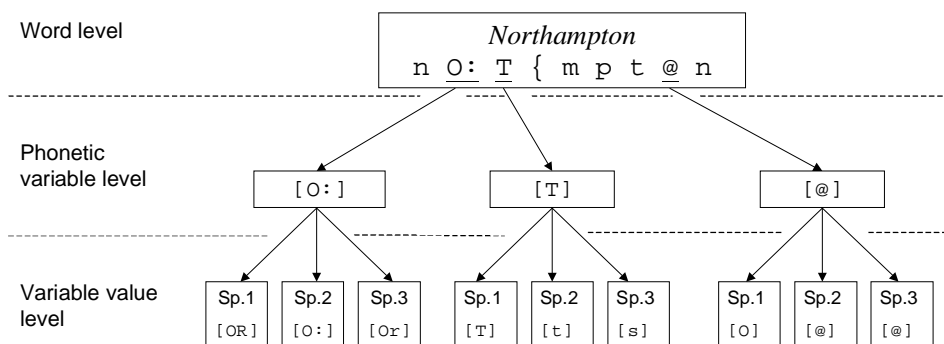 Word level
Northampton
n O: T { m p t @ n
Phonetic
variable level
[O:] [T] [@]
Variable value
level
Sp.1 Sp.2 Sp.3 Sp.1 Sp.2 Sp.3 Sp.1 Sp.2 Sp.3
[OR] [O:] [Or] [T] [t] [s] [O] [@] [@]